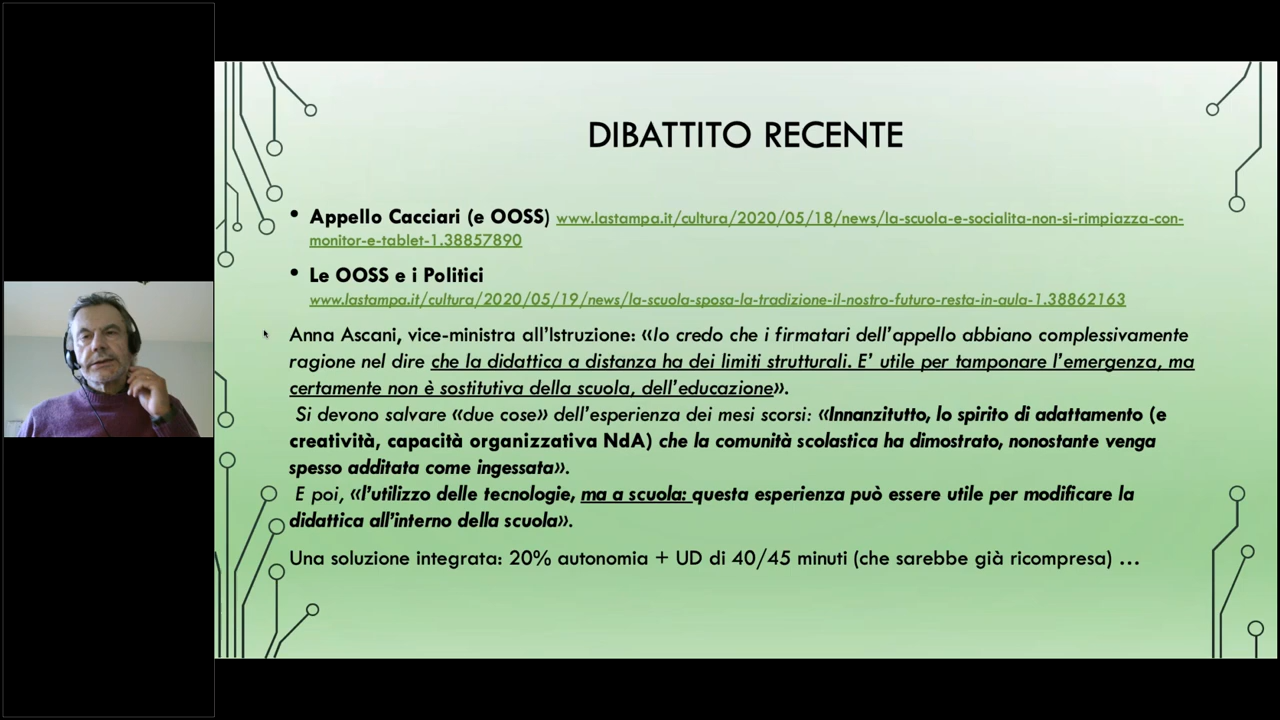 DIBATTITO RECENTE
• Appello Cacciari (e OOSS) www.lastampa.it/cultura/2020/05/18/news/la-scuola-e-socialita-non-si-rimpiazza-con-
monitor-e-tablet-1.38857890
• Le OOSS e i Politici
www.lastampa.it/cultura/2020/05/19/news/la-scuola-sposa-la-tradizione-il-nostro-futuro-resta-in-aula-1.38862163
Anna Ascani, vice-ministra all’Istruzione: «Io credo che i firmatari dell’appello abbiano complessivamente
ragione nel dire che la didattica a distanza ha dei limiti strutturali. E’ utile per tamponare l’emergenza, ma
certamente non è sostitutiva della scuola, dell’educazione».
Si devono salvare «due cose» dell’esperienza dei mesi scorsi: «Innanzitutto, lo spirito di adattamento (e
creatività, capacità organizzativa NdA) che la comunità scolastica ha dimostrato, nonostante venga
spesso additata come ingessata».
E poi, «l’utilizzo delle tecnologie, ma a scuola: questa esperienza può essere utile per modificare la
didattica all’interno della scuola».
Una soluzione integrata: 20% autonomia + UD di 40/45 minuti (che sarebbe già ricompresa) …